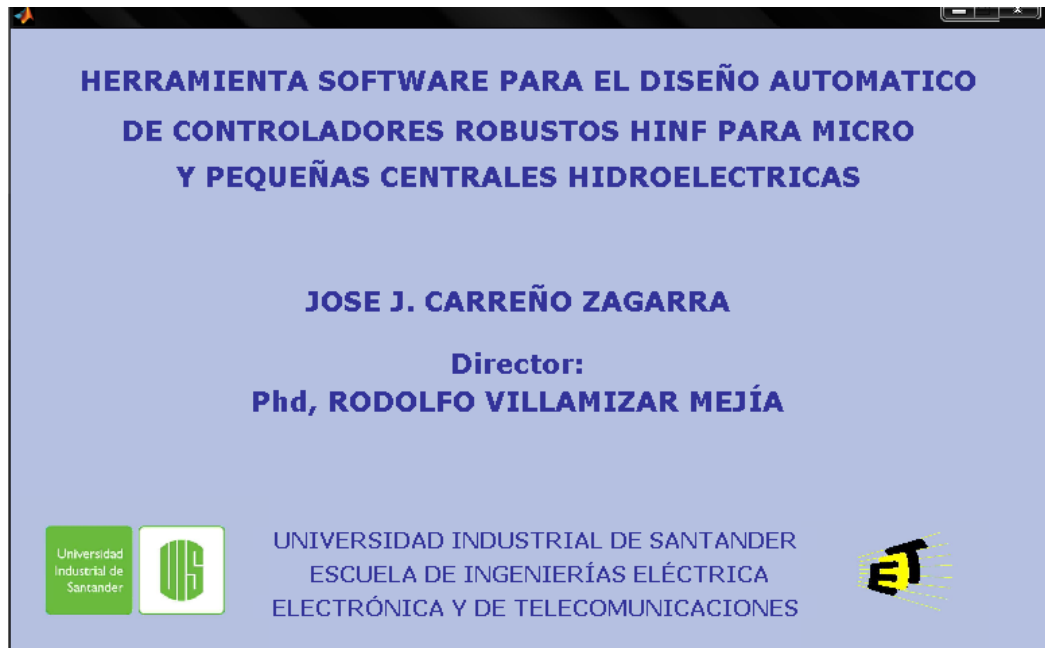 HERRAMIENTA SOFTWARE PARA EL DISEÑO AUTOMATICO
DE CONTROLADORES ROBUSTOS HINF PARA MICRO
Y PEQUEÑAS CENTRALES HIDROELECTRICAS
JOSE J. CARREÑO ZAGARRA
Director:
Phd, RODOLFO VILLAMIZAR MEJÍA
Universidad
Industrial de
Santander
UIS
UNIVERSIDAD INDUSTRIAL DE SANTANDER
ESCUELA DE INGENIERÍAS ELÉCTRICA
ELECTRÓNICA Y DE TELECOMUNICACIONES